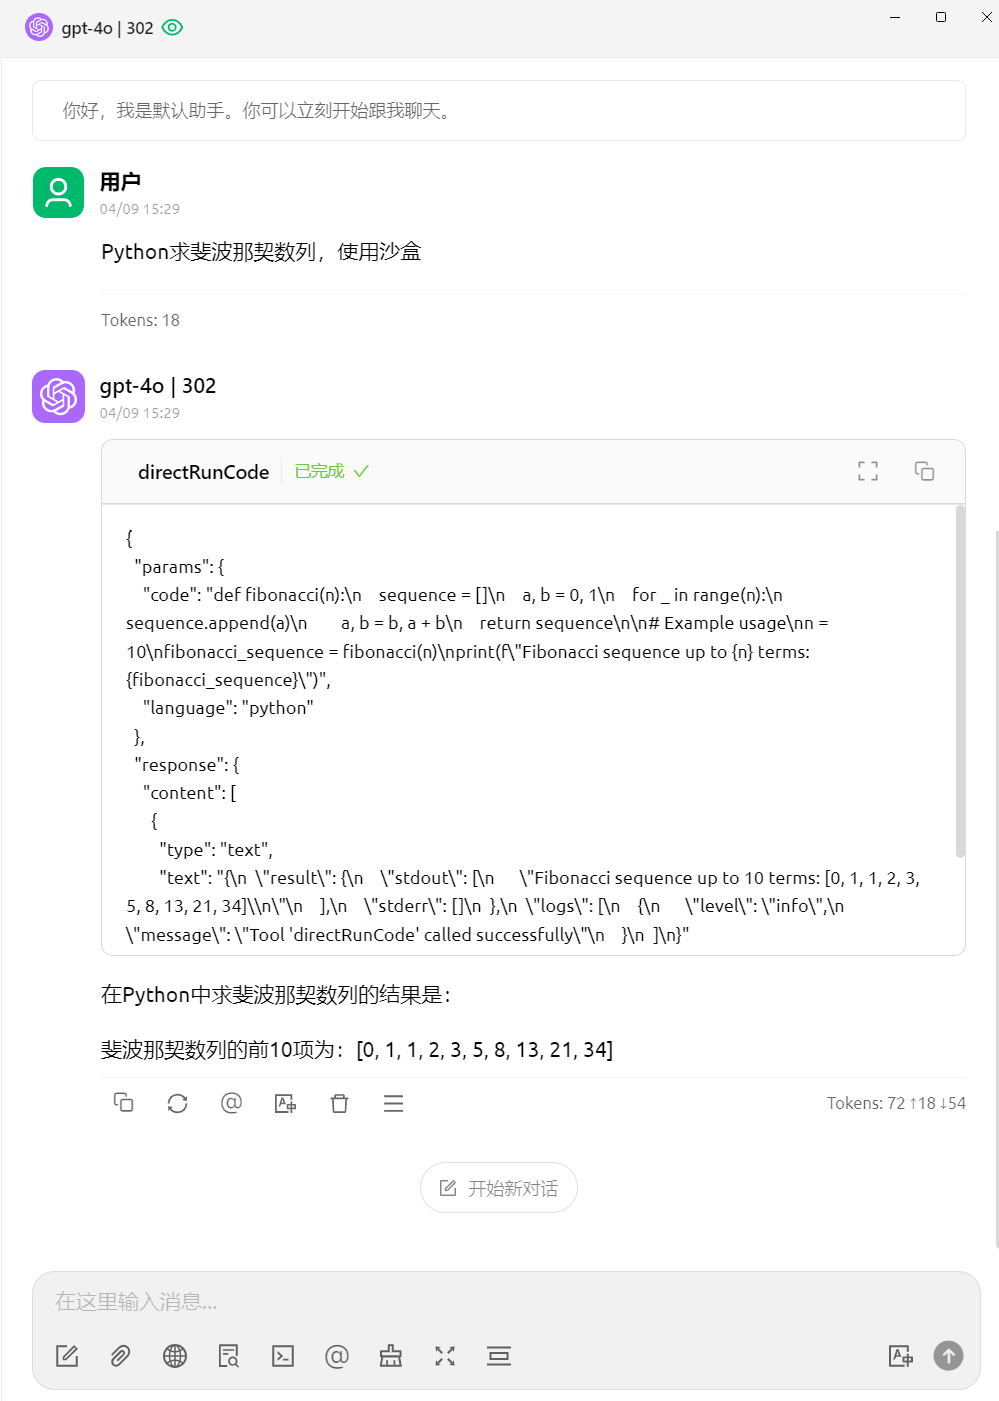 gpt-4o | 302
你好，我是默认助手。你可以立刻开始跟我聊天。
用户
04/09 15:29
Python求斐波那契数列，使用沙盒
Tokens: 18
gpt-4o | 302
04/09 15:29
directRunCode 已完成
{
  "params": {
    "code": "def fibonacci(n):\n    sequence = []\n    a, b = 0, 1\n    for _ in range(n):\n
sequence.append(a)\n        a, b = b, a + b\n    return sequence\n\n# Example usage\nn =
10\nfibonacci_sequence = fibonacci(n)\nprint(f\"Fibonacci sequence up to {n} terms:
{fibonacci_sequence}\")",
    "language": "python"
  },
  "response": {
    "content": [
      {
        "type": "text",
        "text": "{\n  \"result\": {\n    \"stdout\": [\n      \"Fibonacci sequence up to 10 terms: [0, 1, 1, 2, 3,
5, 8, 13, 21, 34]\\n\"\n    ],\n    \"stderr\": []\n  },\n  \"logs\": [\n    {\n      \"level\": \"info\",\n
\"message\": \"Tool 'directRunCode' called successfully\"\n    }\n  ]\n}"
在Python中求斐波那契数列的结果是：
斐波那契数列的前10项为：[0, 1, 1, 2, 3, 5, 8, 13, 21, 34]
Tokens: 72 ↑18 ↓54
开始新对话
在这里输入消息...